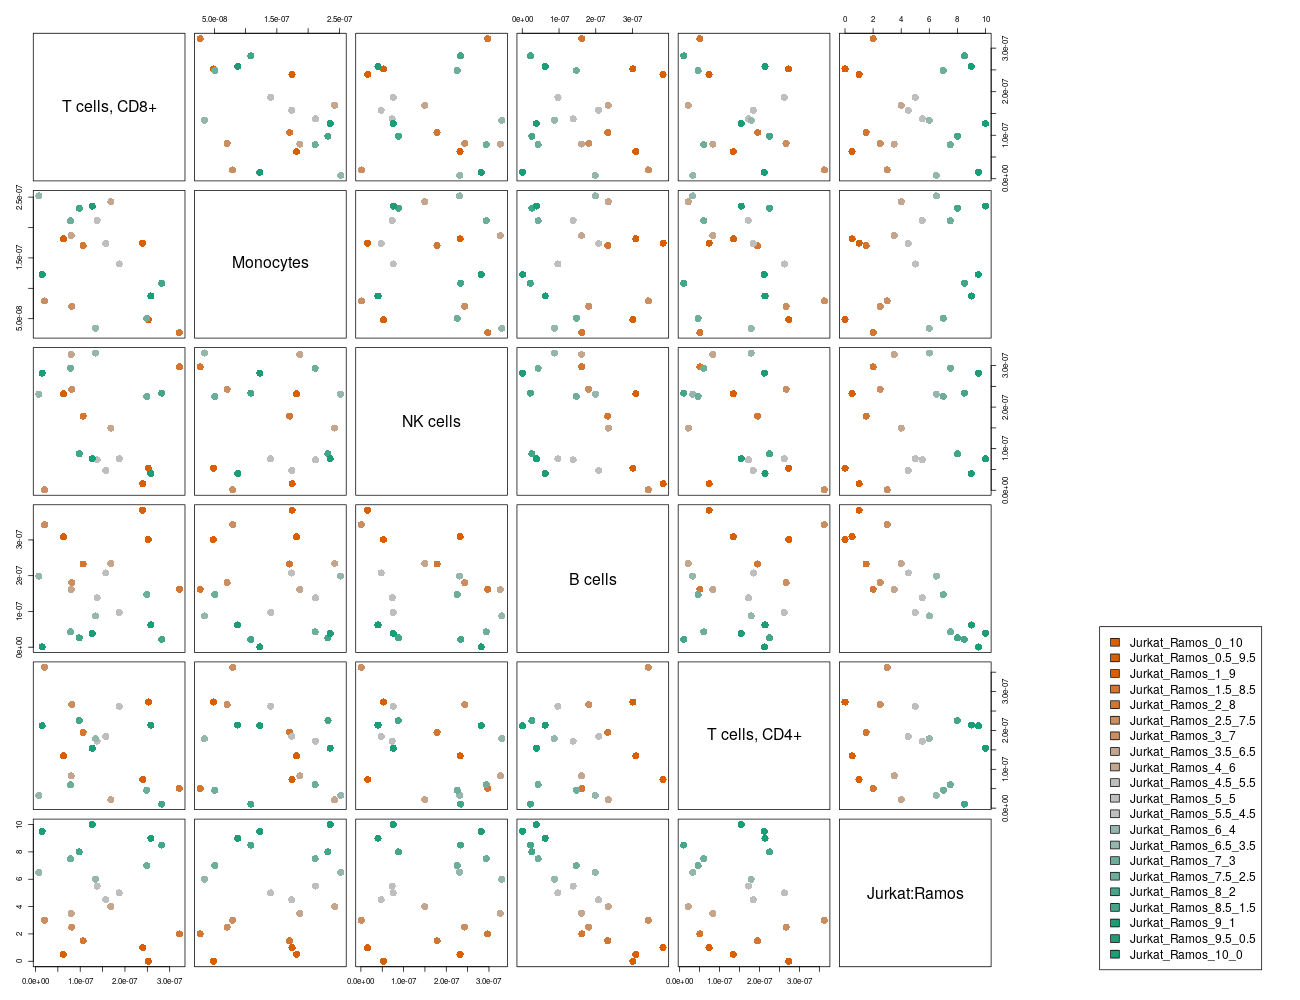 5.0e-08 1.5e-07 2.5e-07 0e+00 1e-07 2e-07 3e-07 0 2 4 6 8 10
T cells, CD8+
0.0e+00 1.0e-07 2.0e-07 3.0e-07
5.0e-08 1.5e-07 2.5e-07
Monocytes
NK cells
0.0e+00 1.0e-07 2.0e-07 3.0e-07
0e+00 1e-07 2e-07 3e-07
B cells
T cells, CD4+
0.0e+00 1.0e-07 2.0e-07 3.0e-07
0 2 4 6 8 10
Jurkat:Ramos
0.0e+00 1.0e-07 2.0e-07 3.0e-07 0.0e+00 1.0e-07 2.0e-07 3.0e-07 0.0e+00 1.0e-07 2.0e-07 3.0e-07
Jurkat_Ramos_0_10
Jurkat_Ramos_0.5_9.5
Jurkat_Ramos_1_9
Jurkat_Ramos_1.5_8.5
Jurkat_Ramos_2_8
Jurkat_Ramos_2.5_7.5
Jurkat_Ramos_3_7
Jurkat_Ramos_3.5_6.5
Jurkat_Ramos_4_6
Jurkat_Ramos_4.5_5.5
Jurkat_Ramos_5_5
Jurkat_Ramos_5.5_4.5
Jurkat_Ramos_6_4
Jurkat_Ramos_6.5_3.5
Jurkat_Ramos_7_3
Jurkat_Ramos_7.5_2.5
Jurkat_Ramos_8_2
Jurkat_Ramos_8.5_1.5
Jurkat_Ramos_9_1
Jurkat_Ramos_9.5_0.5
Jurkat_Ramos_10_0